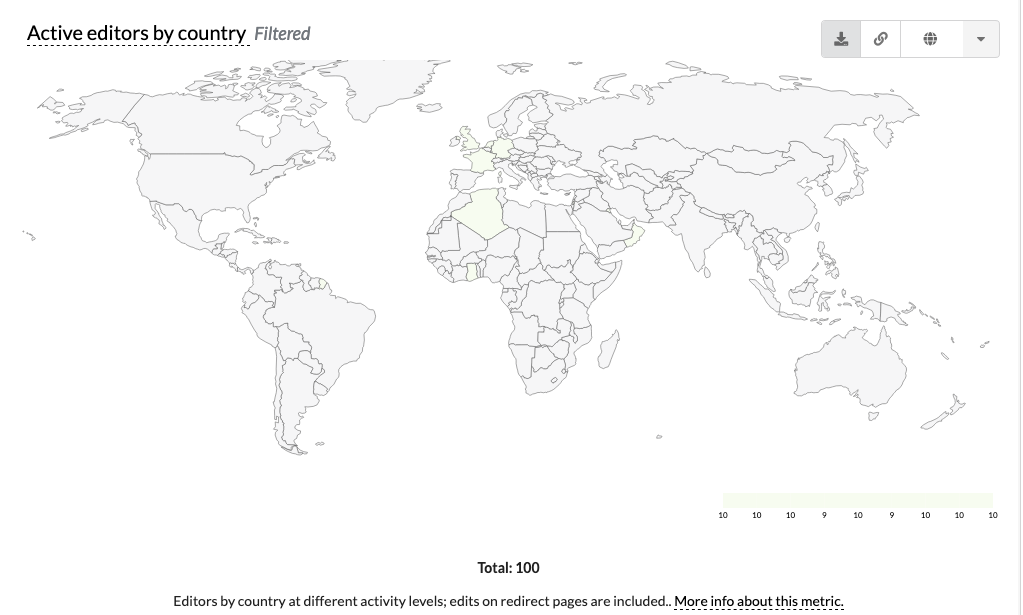 Active editors by country Filtered
10 10 10 9 10 9 10 10 10
Total: 100
Editors by country at different activity levels; edits on redirect pages are included.. More info about this metric.